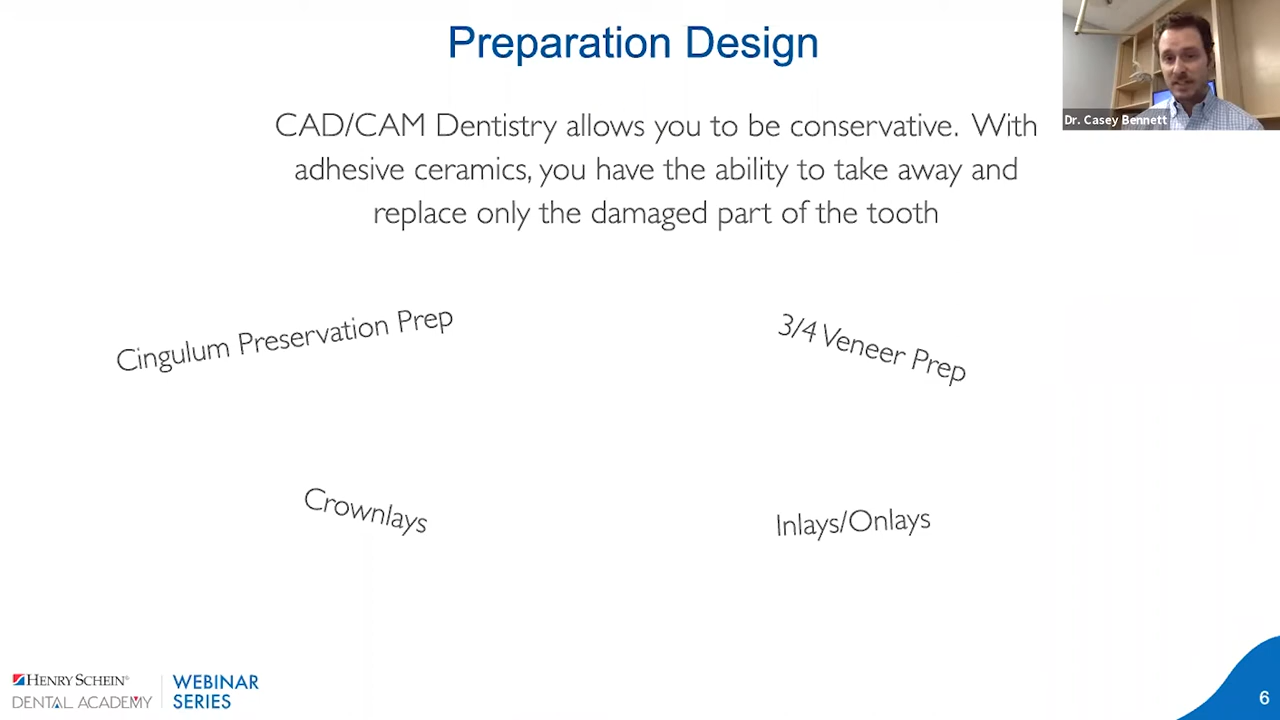 Preparation Design
Dr. Casey Bennett
CAD/CAM Dentistry allows you to be conservative. With
adhesive ceramics, you have the ability to take away and
replace only the damaged part of the tooth
Cingulum Preservation Prep
3/4 Veneer Prep
Crownlays
Inlays/Onlays
HENRY SCHEIN®
DENTAL ACADEMY
WEBINAR
SERIES
6